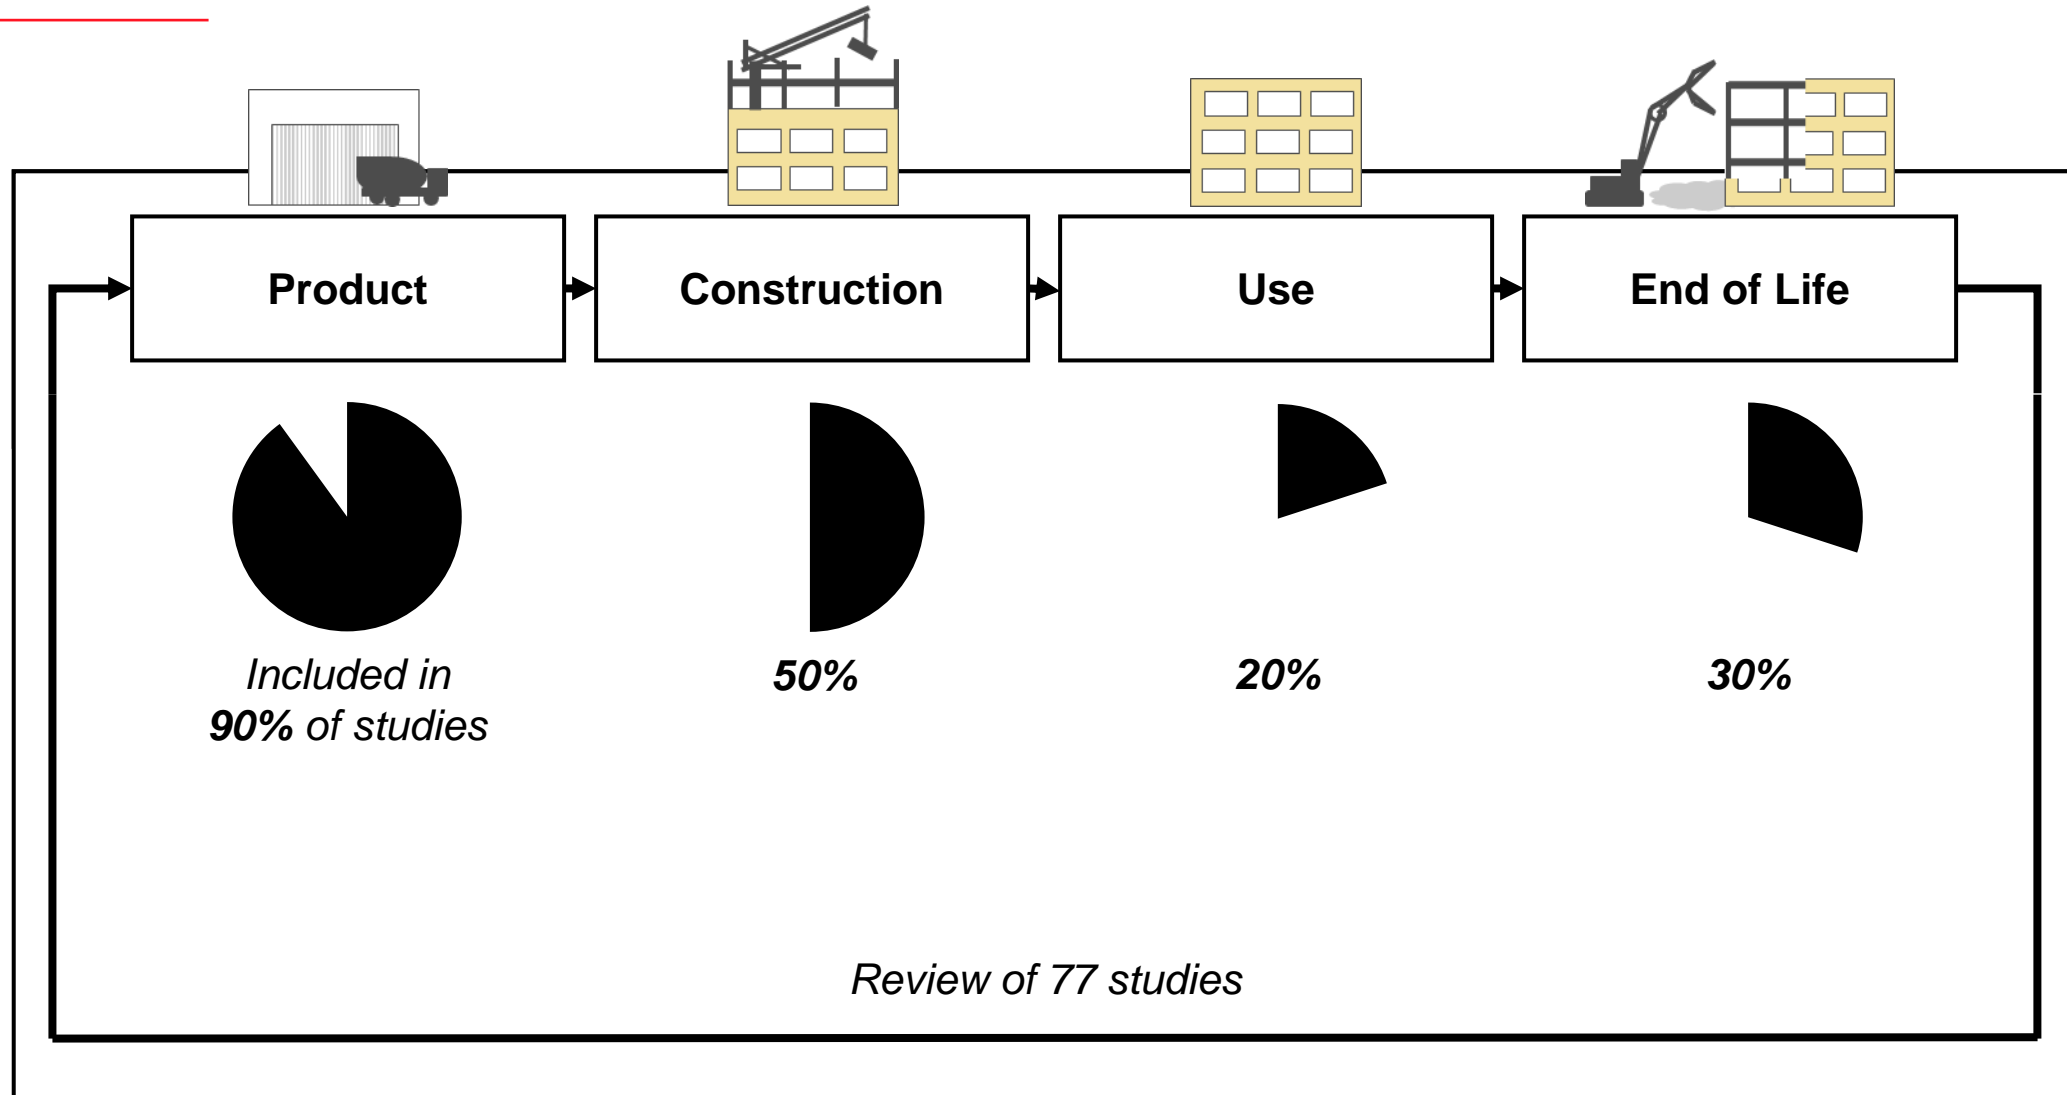 Product
Construction
Use
End of Life
Included in
90% of studies
50%
20%
30%
Review of 77 studies